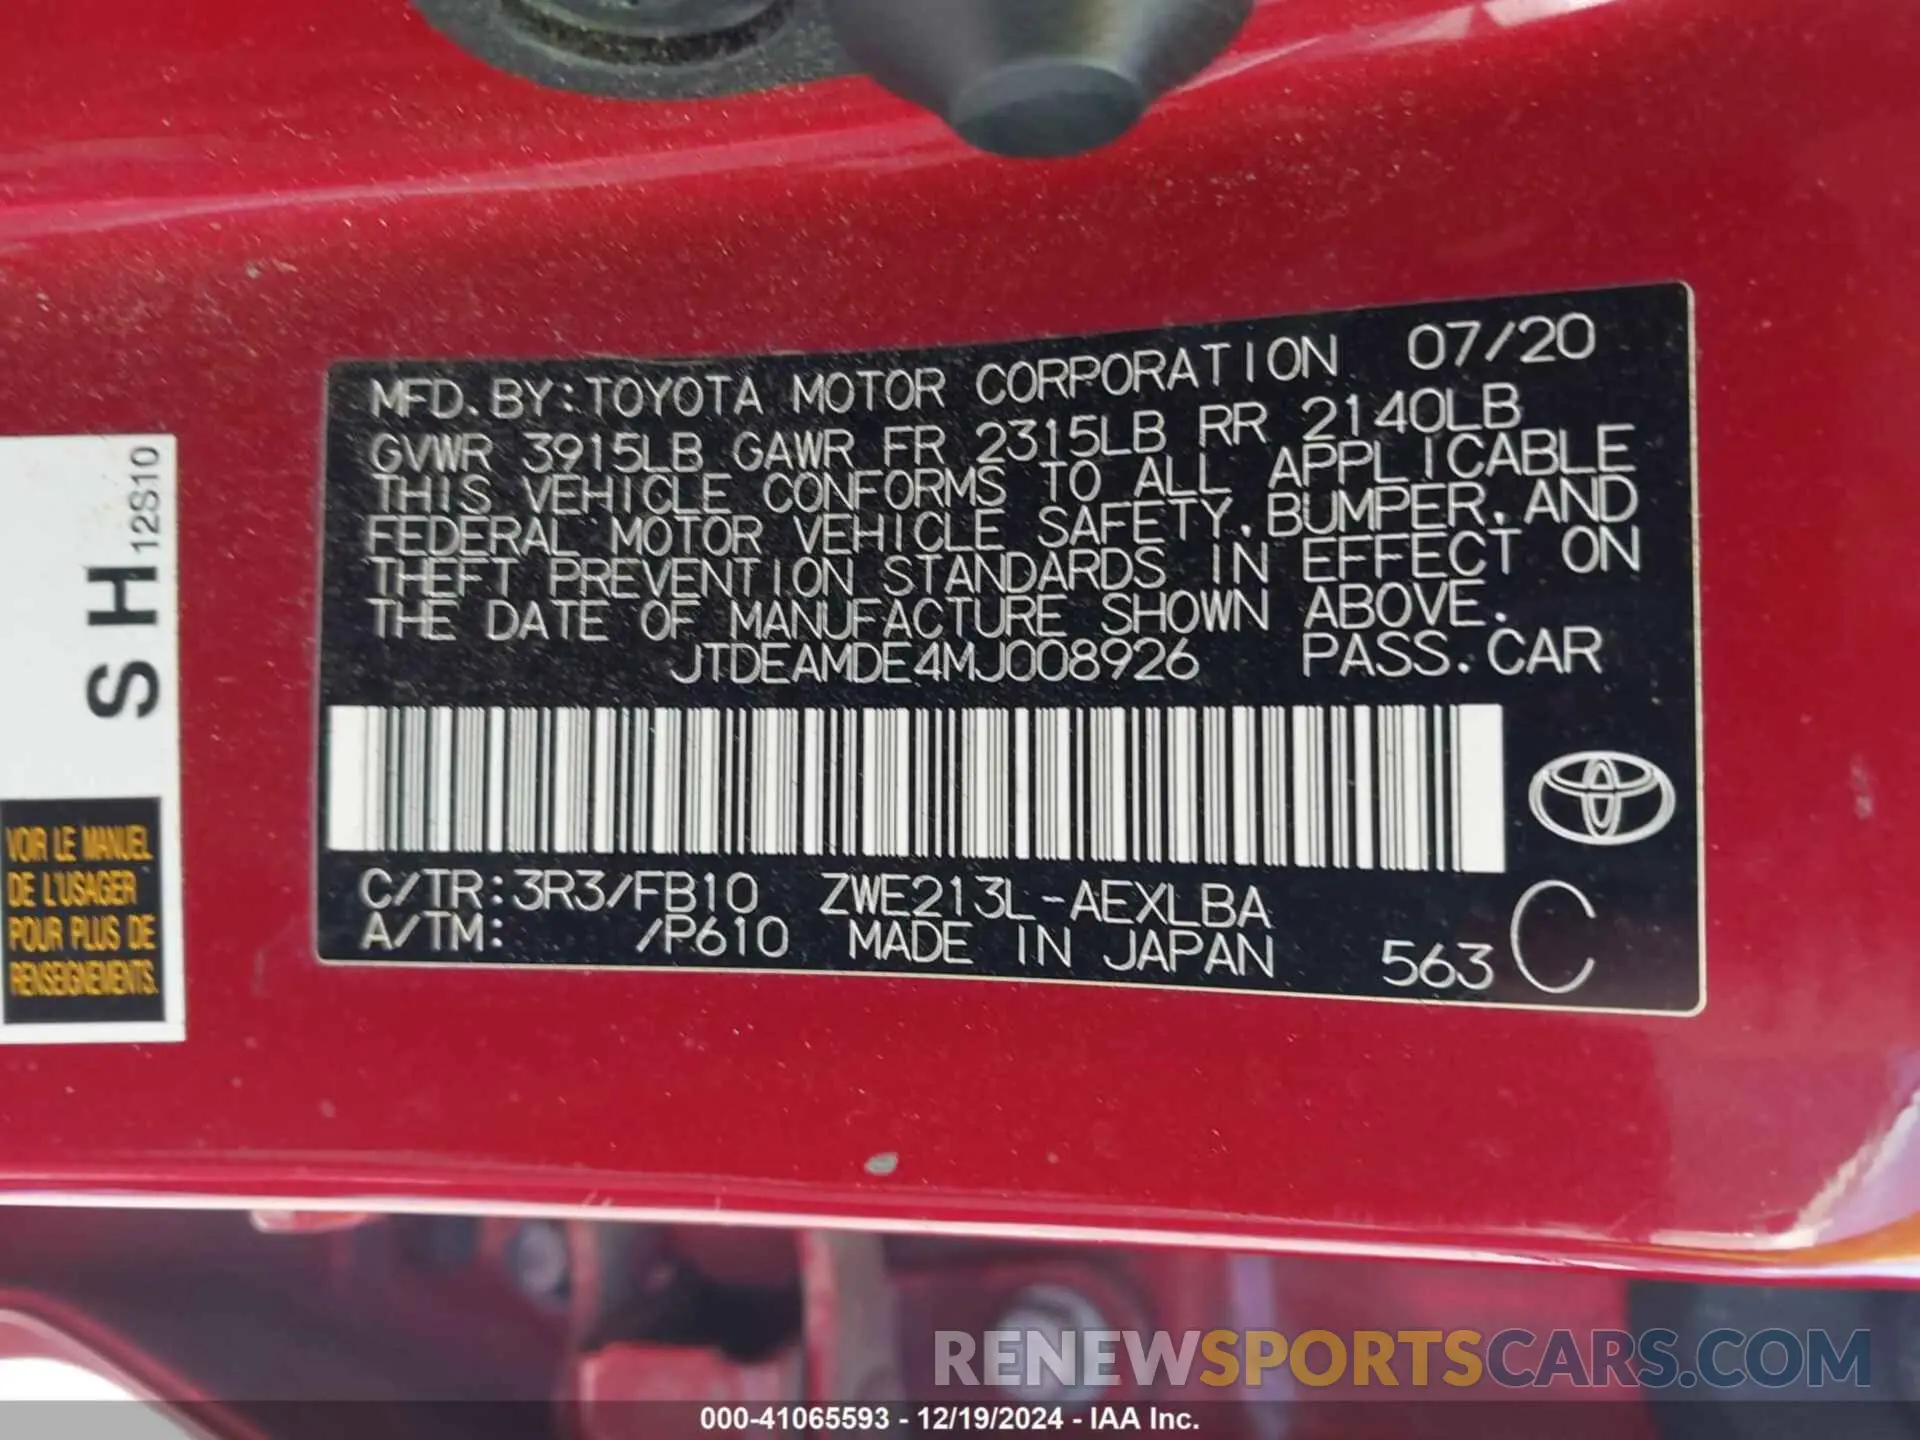 MFD. BY: TOYOTA MOTOR CORPORATION 07/20
GVWR 3915LB GAWR FR 2315LB RR 2140LB
THIS VEHICLE CONFORMS TO ALL APPLICABLE
FEDERAL MOTOR VEHICLE SAFETY, BUMPER, AND
THEFT PREVENTION STANDARDS IN EFFECT ON
THE DATE OF MANUFACTURE SHOWN ABOVE.
JTDEAMDE4MJ008926 PASS. CAR
C/TR: 3R3/FB10 ZWE213L-AEXLBA
A/TM: /P610 MADE IN JAPAN 563 C
SH 12S10
VOIR LE MANUEL
DE L'USAGER
POUR PLUS DE
RENSEIGNEMENTS.
RENEWSPORTSCARS.COM
000-41065593 - 12/19/2024 - IAA Inc.